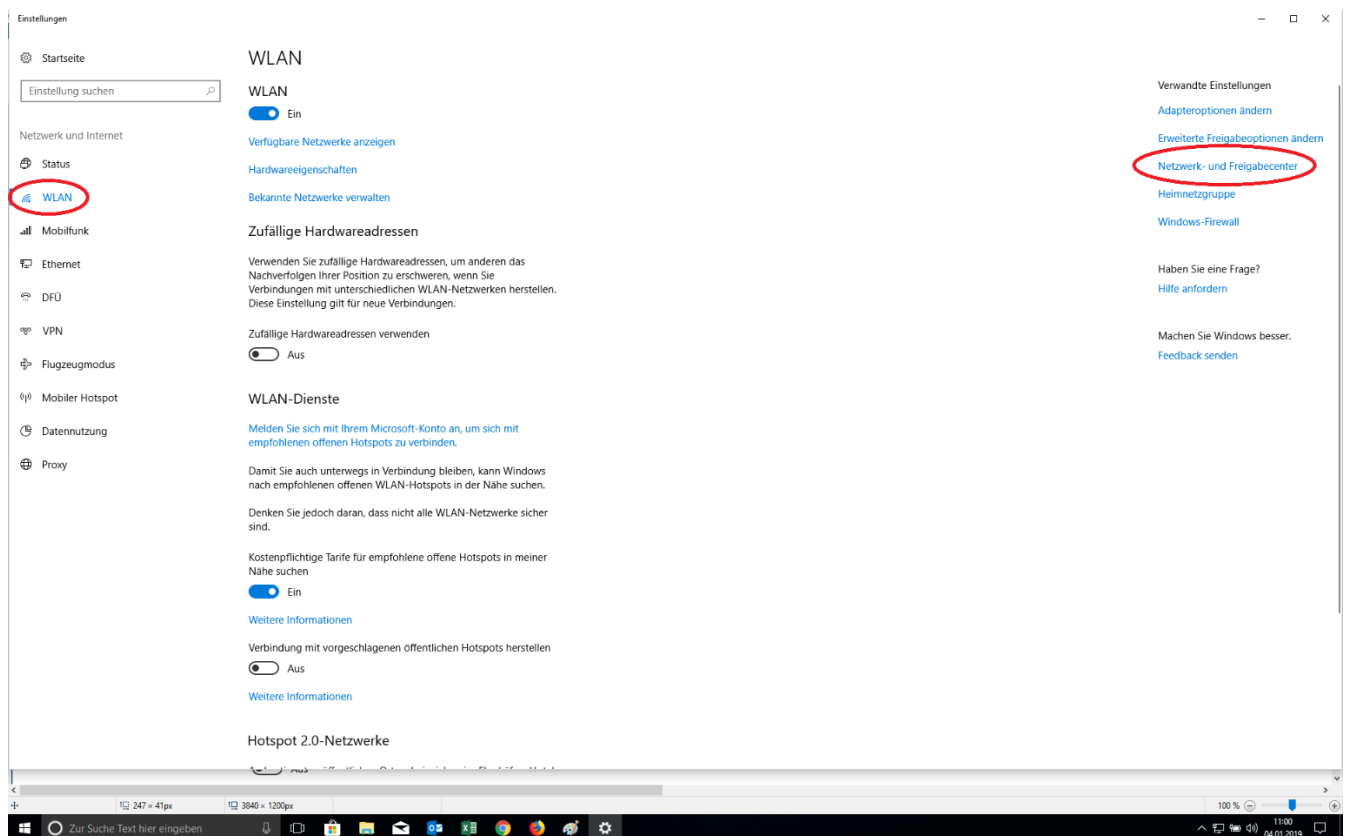 Einstellungen
Startseite
Einstellung suchen
Netzwerk und Internet
Status
WLAN
Mobilfunk
Ethernet
DFÜ
VPN
Flugzeugmodus
Mobiler Hotspot
Datennutzung
Proxy
WLAN
WLAN
Ein
Verfügbare Netzwerke anzeigen
Hardwareeigenschaften
Bekannte Netzwerke verwalten
Zufällige Hardwareadressen
Verwenden Sie zufällige Hardwareadressen, um anderen das
Nachverfolgen Ihrer Position zu erschweren, wenn Sie
Verbindungen mit unterschiedlichen WLAN-Netzwerken herstellen.
Diese Einstellung gilt für neue Verbindungen.
Zufällige Hardwareadressen verwenden
Aus
WLAN-Dienste
Melden Sie sich mit Ihrem Microsoft-Konto an, um sich mit
empfohlenen offenen Hotspots zu verbinden.
Damit Sie auch unterwegs in Verbindung bleiben, kann Windows
nach empfohlenen offenen WLAN-Hotspots in der Nähe suchen.
Denken Sie jedoch daran, dass nicht alle WLAN-Netzwerke sicher
sind.
Kostenpflichtige Tarife für empfohlene offene Hotspots in meiner
Nähe suchen
Ein
Weitere Informationen
Verbindung mit vorgeschlagenen öffentlichen Hotspots herstellen
Aus
Weitere Informationen
Hotspot 2.0-Netzwerke
Verwandte Einstellungen
Adapteroptionen ändern
Erweiterte Freigabeoptionen ändern
Netzwerk- und Freigabecenter
Heimnetzgruppe
Windows-Firewall
Haben Sie eine Frage?
Hilfe anfordern
Machen Sie Windows besser.
Feedback senden
247 × 41px
3840 × 1200px
100 %
Zur Suche Text hier eingeben
11:00
04.01.2019